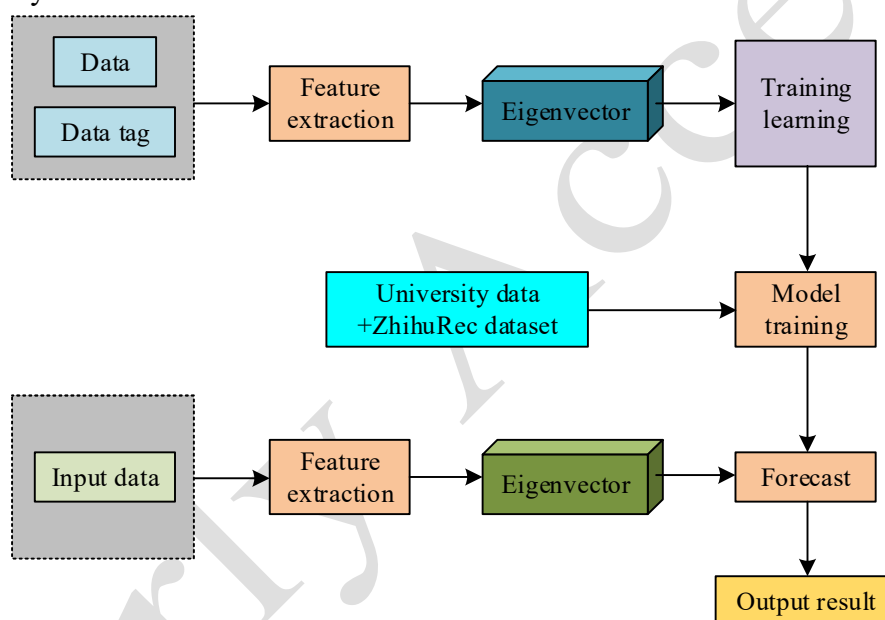 Data
Data tag
Feature
extraction
Eigenvector
Training
learning
University data
+ZhihuRec dataset
Model
training
Input data
Feature
extraction
Eigenvector
Forecast
Output result